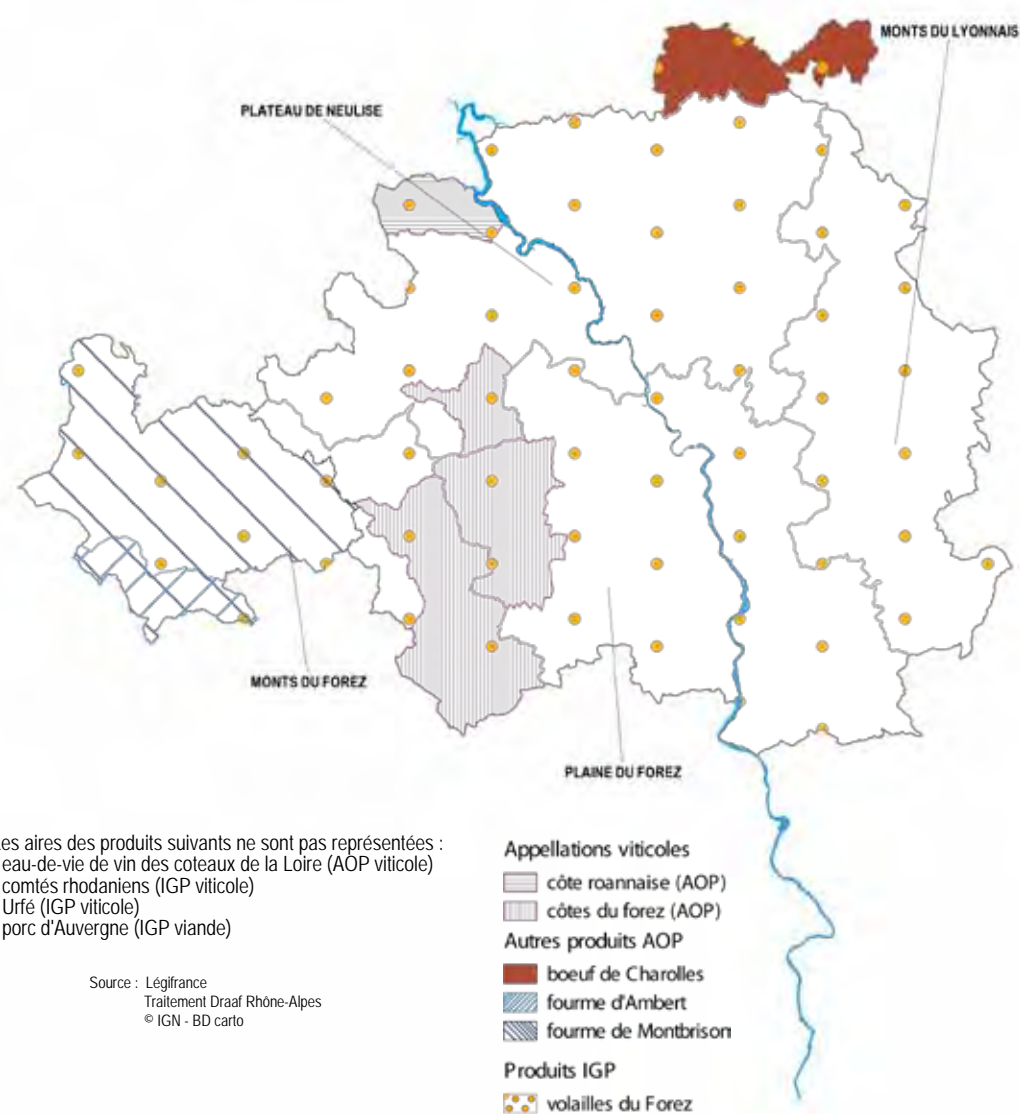 MONTS DU LYONNAIS
PLATEAU DE NEULISE
MONTS DU FOREZ
PLAINE DU FOREZ
es aires des produits suivants ne sont pas représentées :
eau-de-vie de vin des coteaux de la Loire (AOP viticole)
comtés rhodaniens (IGP viticole)
Urfé (IGP viticole)
porc d'Auvergne (IGP viande)
Source : Légifrance
Traitement Draaf Rhône-Alpes
© IGN - BD carto
Appellations viticoles
côte roannaise (AOP)
côtes du forez (AOP)
Autres produits AOP
boeuf de Charolles
fourme d'Ambert
fourme de Montbrison
Produits IGP
volailles du Forez